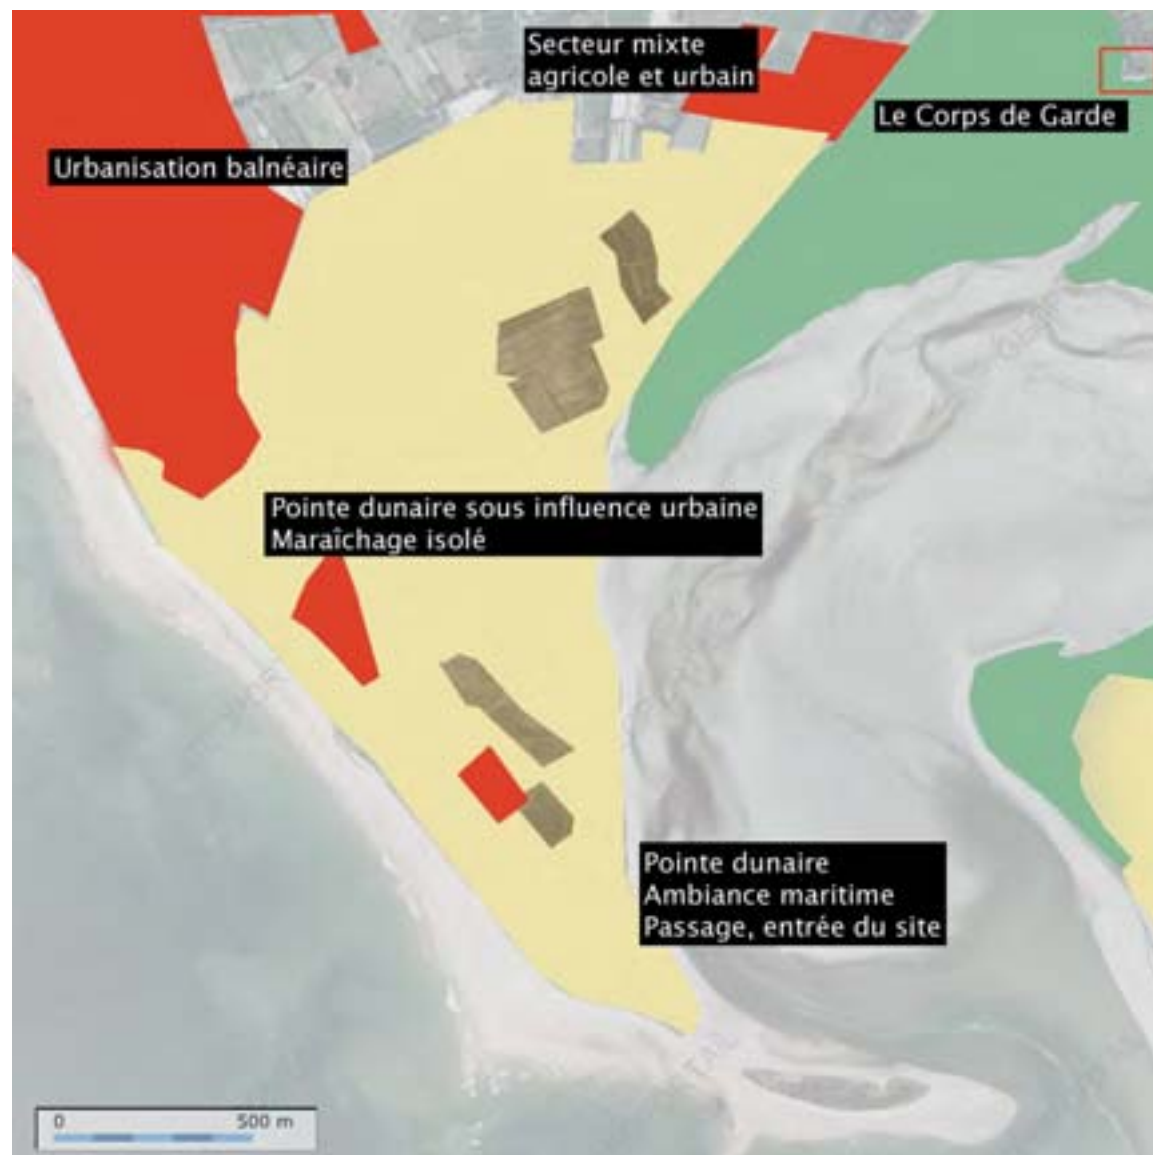 Secteur mixte
agricole et urbain
Le Corps de Garde
Urbanisation balnéaire
Pointe dunaire sous influence urbaine
Maraîchage isolé
Pointe dunaire
Ambiance maritime
Passage, entrée du site
0 500 m